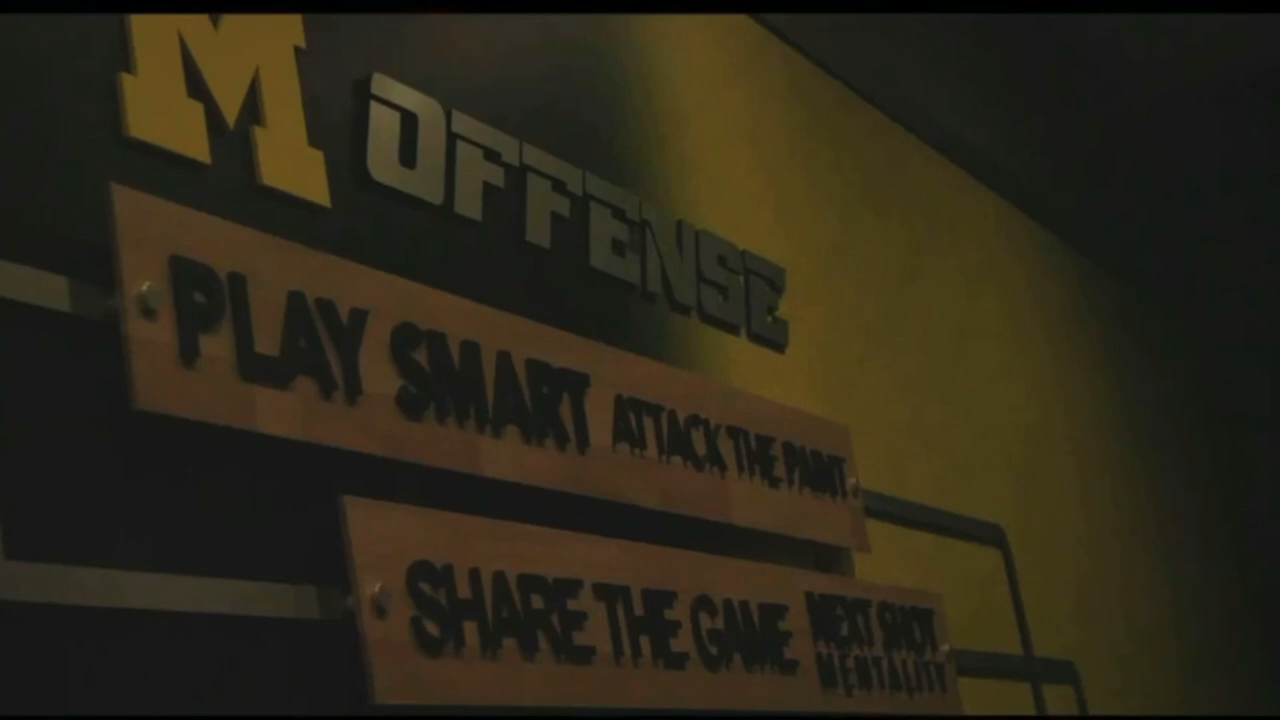 M OFFENSE
PLAY SMART ATTACK THE PAINT
SHARE THE GAME NEXT SHOT
MENTALITY